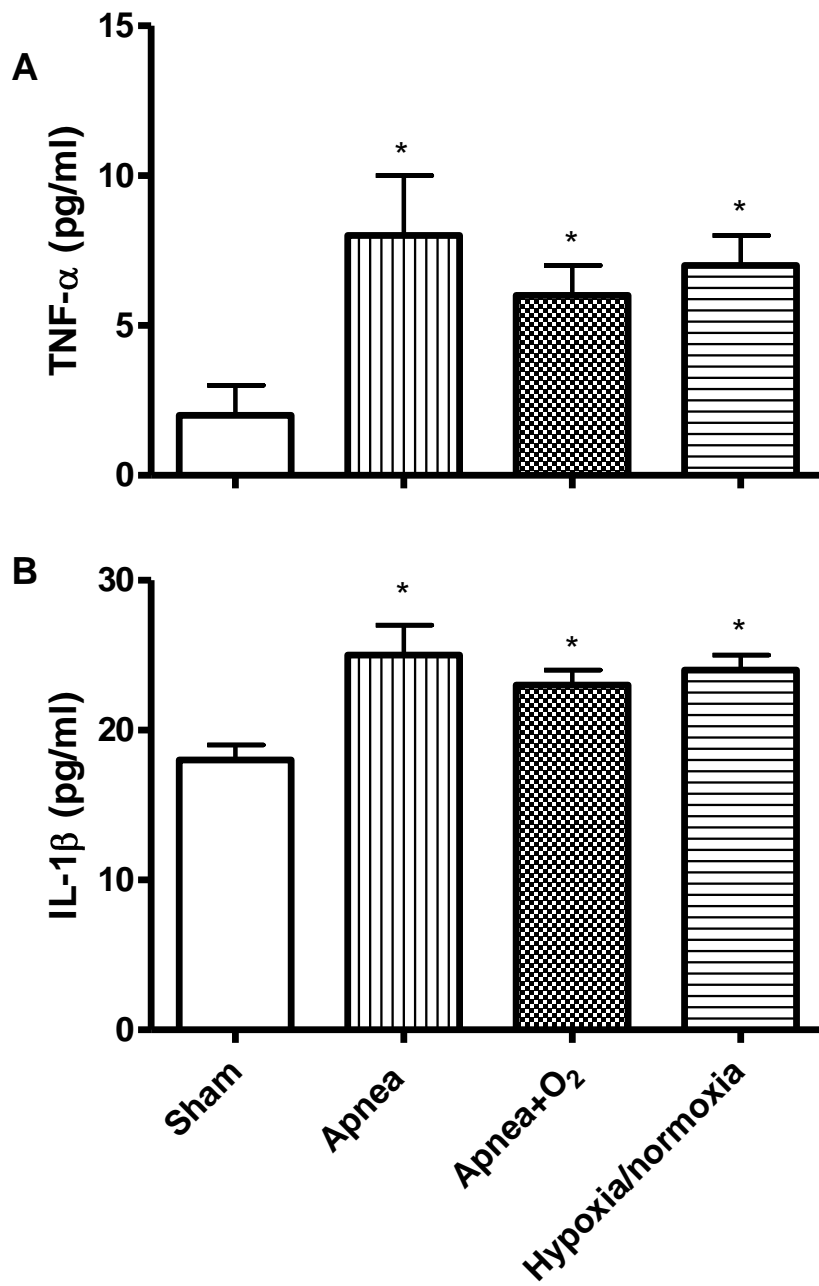 A
TNF-α (pg/ml)
15
10
5
0
*
*
*
B
IL-1β (pg/ml)
30
20
10
0
*
*
*
Sham
Apnea
Apnea+O₂
Hypoxia/normoxia